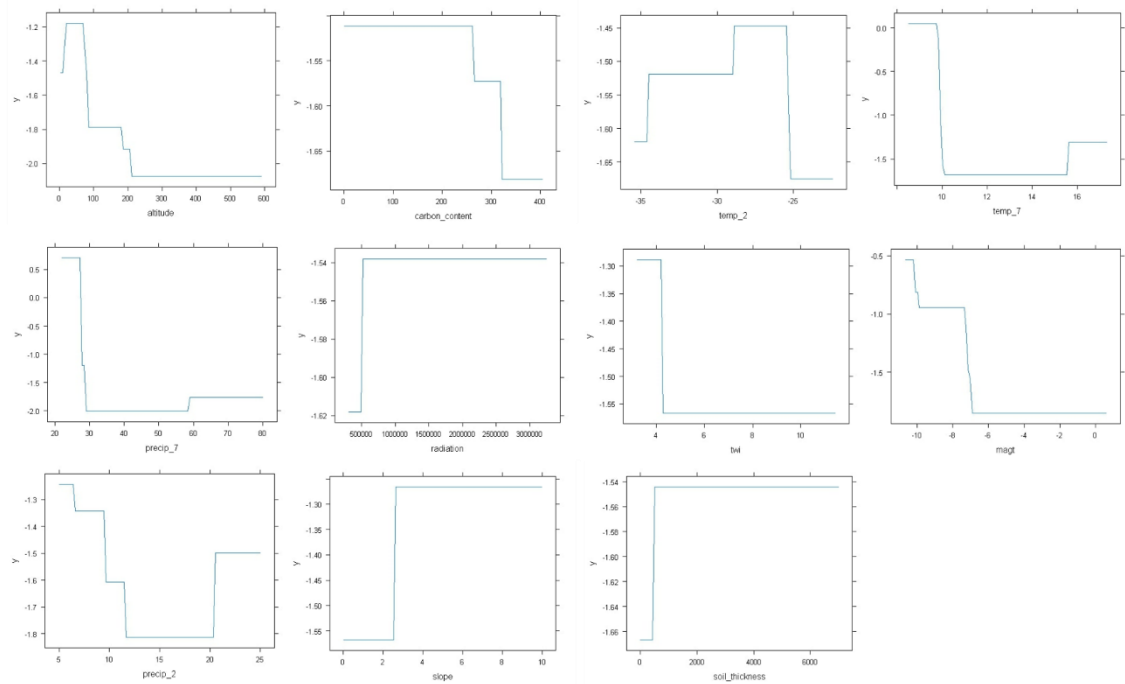 -1.2
-1.4
-1.6
-1.8
-2.0
y
0 100 200 300 400 500 600
altitude
-1.55
-1.60
-1.65
y
0 100 200 300 400
carbon_content
-1.45
-1.50
-1.55
-1.60
-1.65
y
-35 -30 -25
temp_2
0.0
-0.5
-1.0
-1.5
y
10 12 14 16
temp_7
0.5
0.0
-0.5
-1.0
-1.5
-2.0
y
20 30 40 50 60 70 80
precip_7
-1.54
-1.56
-1.58
-1.60
-1.62
y
500000 1000000 1500000 2000000 2500000 3000000
radiation
-1.30
-1.35
-1.40
-1.45
-1.50
-1.55
y
4 6 8 10
twi
-0.5
-1.0
-1.5
y
-10 -8 -6 -4 -2 0
magt
-1.3
-1.4
-1.5
-1.6
-1.7
-1.8
y
5 10 15 20 25
precip_2
-1.30
-1.35
-1.40
-1.45
-1.50
-1.55
y
0 2 4 6 8 10
slope
-1.54
-1.56
-1.58
-1.60
-1.62
-1.64
-1.66
y
0 2000 4000 6000
soil_thickness